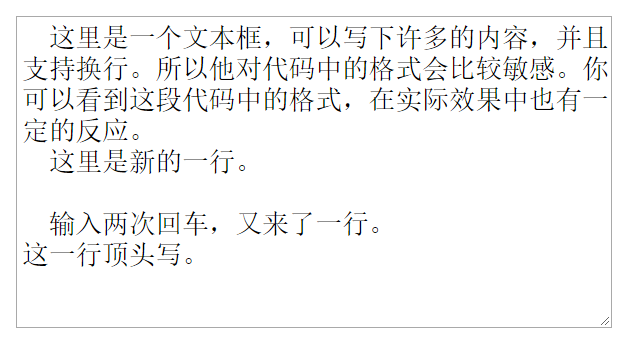 这里是一个文本框，可以写下许多的内容，并且
支持换行。所以他对代码中的格式会比较敏感。你
可以看到这段代码中的格式，在实际效果中也有一
定的反应。
这里是新的一行。
输入两次回车，又来了一行。
这一行顶头写。